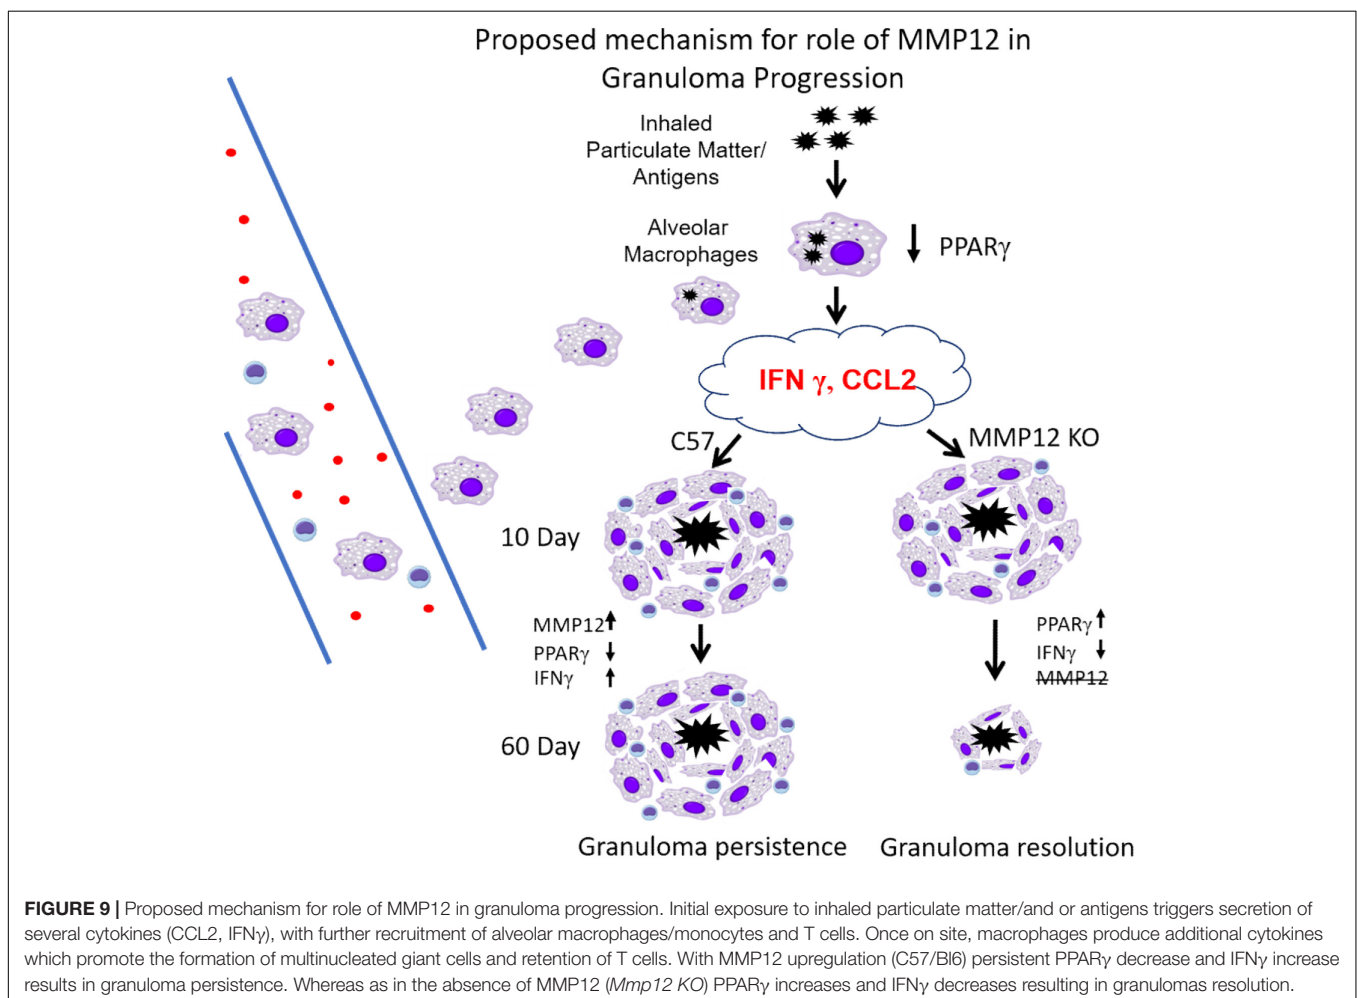 Proposed mechanism for role of MMP12 in
Granuloma Progression
Inhaled
Particulate Matter/
Antigens
Alveolar
Macrophages
PPARγ
IFN γ, CCL2
C57
MMP12 KO
10 Day
MMP12
PPARγ
IFNγ
PPARγ
IFNγ
MMP12
60 Day
Granuloma persistence
Granuloma resolution
FIGURE 9 | Proposed mechanism for role of MMP12 in granuloma progression. Initial exposure to inhaled particulate matter/and or antigens triggers secretion of
several cytokines (CCL2, IFNγ), with further recruitment of alveolar macrophages/monocytes and T cells. Once on site, macrophages produce additional cytokines
which promote the formation of multinucleated giant cells and retention of T cells. With MMP12 upregulation (C57/Bl6) persistent PPARγ decrease and IFNγ increase
results in granuloma persistence. Whereas as in the absence of MMP12 (Mmp12 KO) PPARγ increases and IFNγ decreases resulting in granulomas resolution.